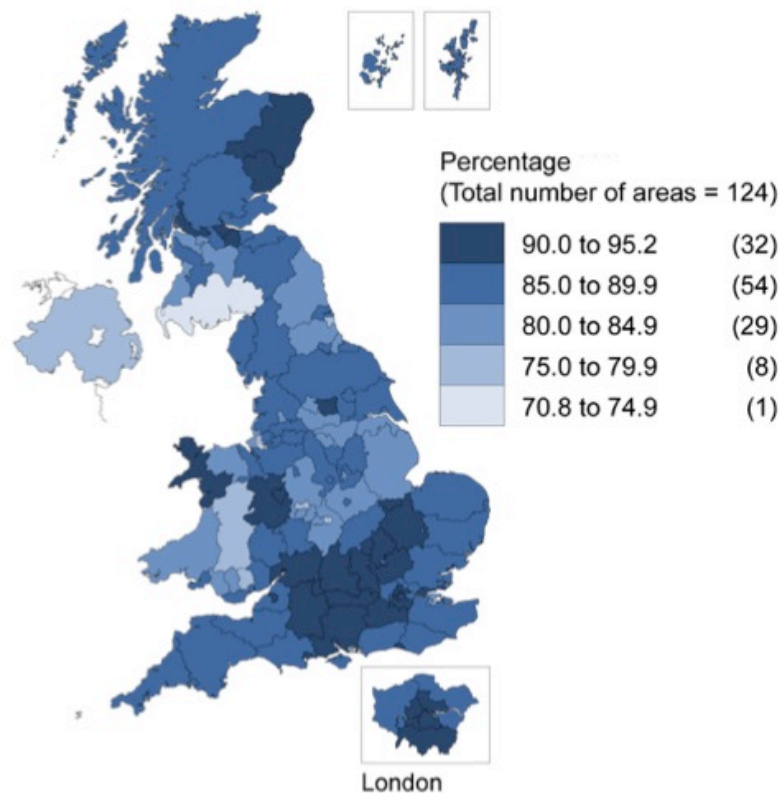 Percentage
(Total number of areas = 124)
90.0 to 95.2 (32)
85.0 to 89.9 (54)
80.0 to 84.9 (29)
75.0 to 79.9 (8)
70.8 to 74.9 (1)
London